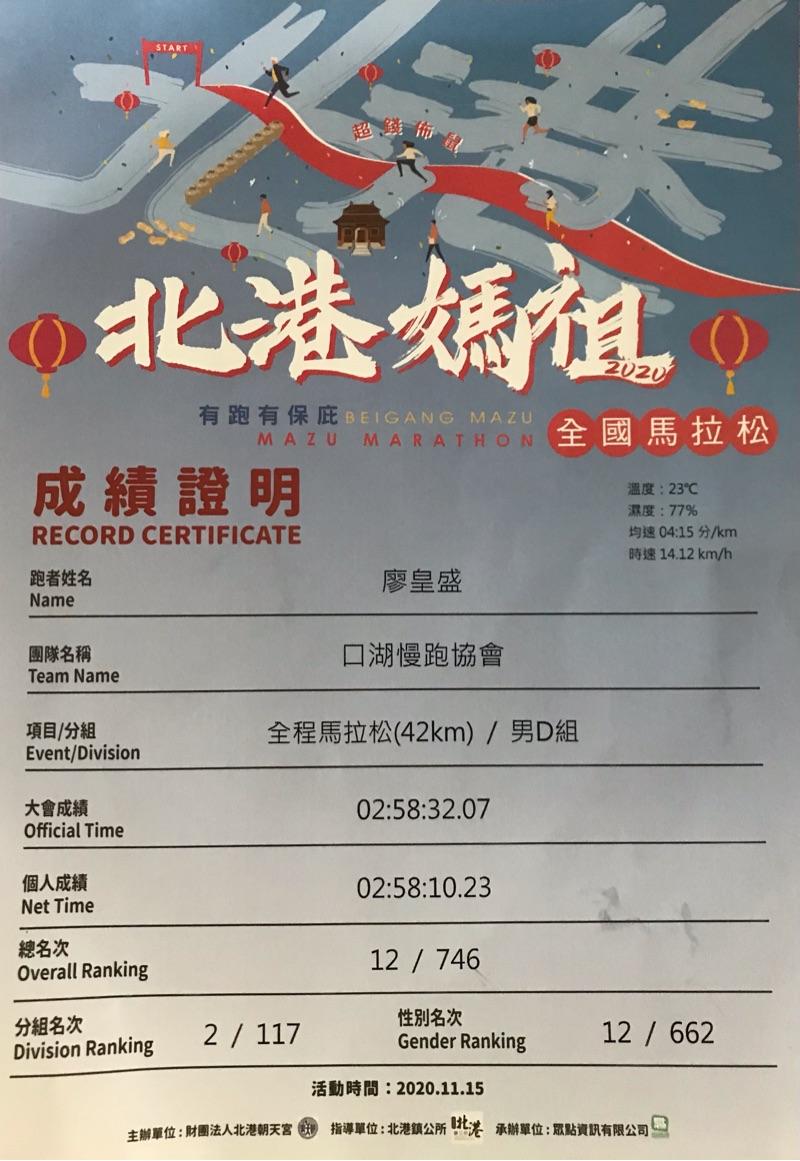 START
超錢佈鼠
北港媽祖
2020
有跑有保庇 BEIGANG MAZU
MAZU MARATHON
全國馬拉松
成績證明
RECORD CERTIFICATE
溫度：23℃
濕度：77%
均速 04:15 分/km
時速 14.12 km/h
跑者姓名
Name
廖皇盛
團隊名稱
Team Name
口湖慢跑協會
項目/分組
Event/Division
全程馬拉松(42km) / 男D組
大會成績
Official Time
02:58:32.07
個人成績
Net Time
02:58:10.23
總名次
Overall Ranking
12 / 746
分組名次
Division Ranking
2 / 117
性別名次
Gender Ranking
12 / 662
活動時間：2020.11.15
主辦單位：財團法人北港朝天宮 指導單位：北港鎮公所 北港 承辦單位：眾點資訊有限公司